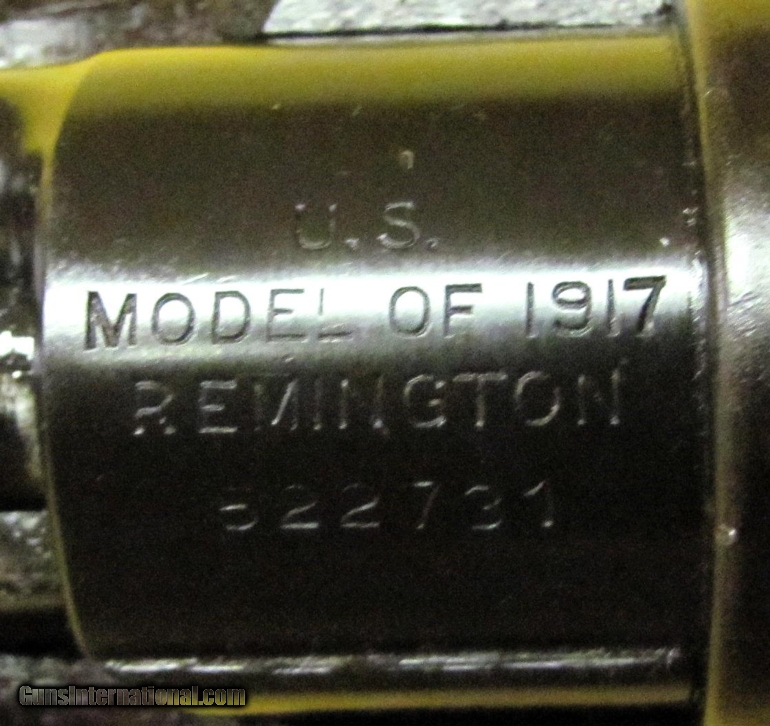 U.S.
MODEL OF 1917
REMINGTON
522731
GunsInternational.com